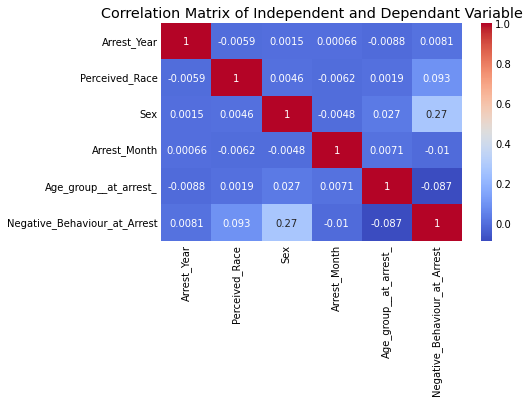 Correlation Matrix of Independent and Dependant Variable
Arrest_Year 1 -0.0059 0.0015 0.00066 -0.0088 0.0081
Perceived_Race -0.0059 1 0.0046 -0.0062 0.0019 0.093
Sex 0.0015 0.0046 1 -0.0048 0.027 0.27
Arrest_Month 0.00066 -0.0062 -0.0048 1 0.0071 -0.01
Age_group__at_arrest_ -0.0088 0.0019 0.027 0.0071 1 -0.087
Negative_Behaviour_at_Arrest 0.0081 0.093 0.27 -0.01 -0.087 1
Arrest_Year
Perceived_Race
Sex
Arrest_Month
Age_group__at_arrest_
Negative_Behaviour_at_Arrest
1.0
0.8
0.6
0.4
0.2
0.0